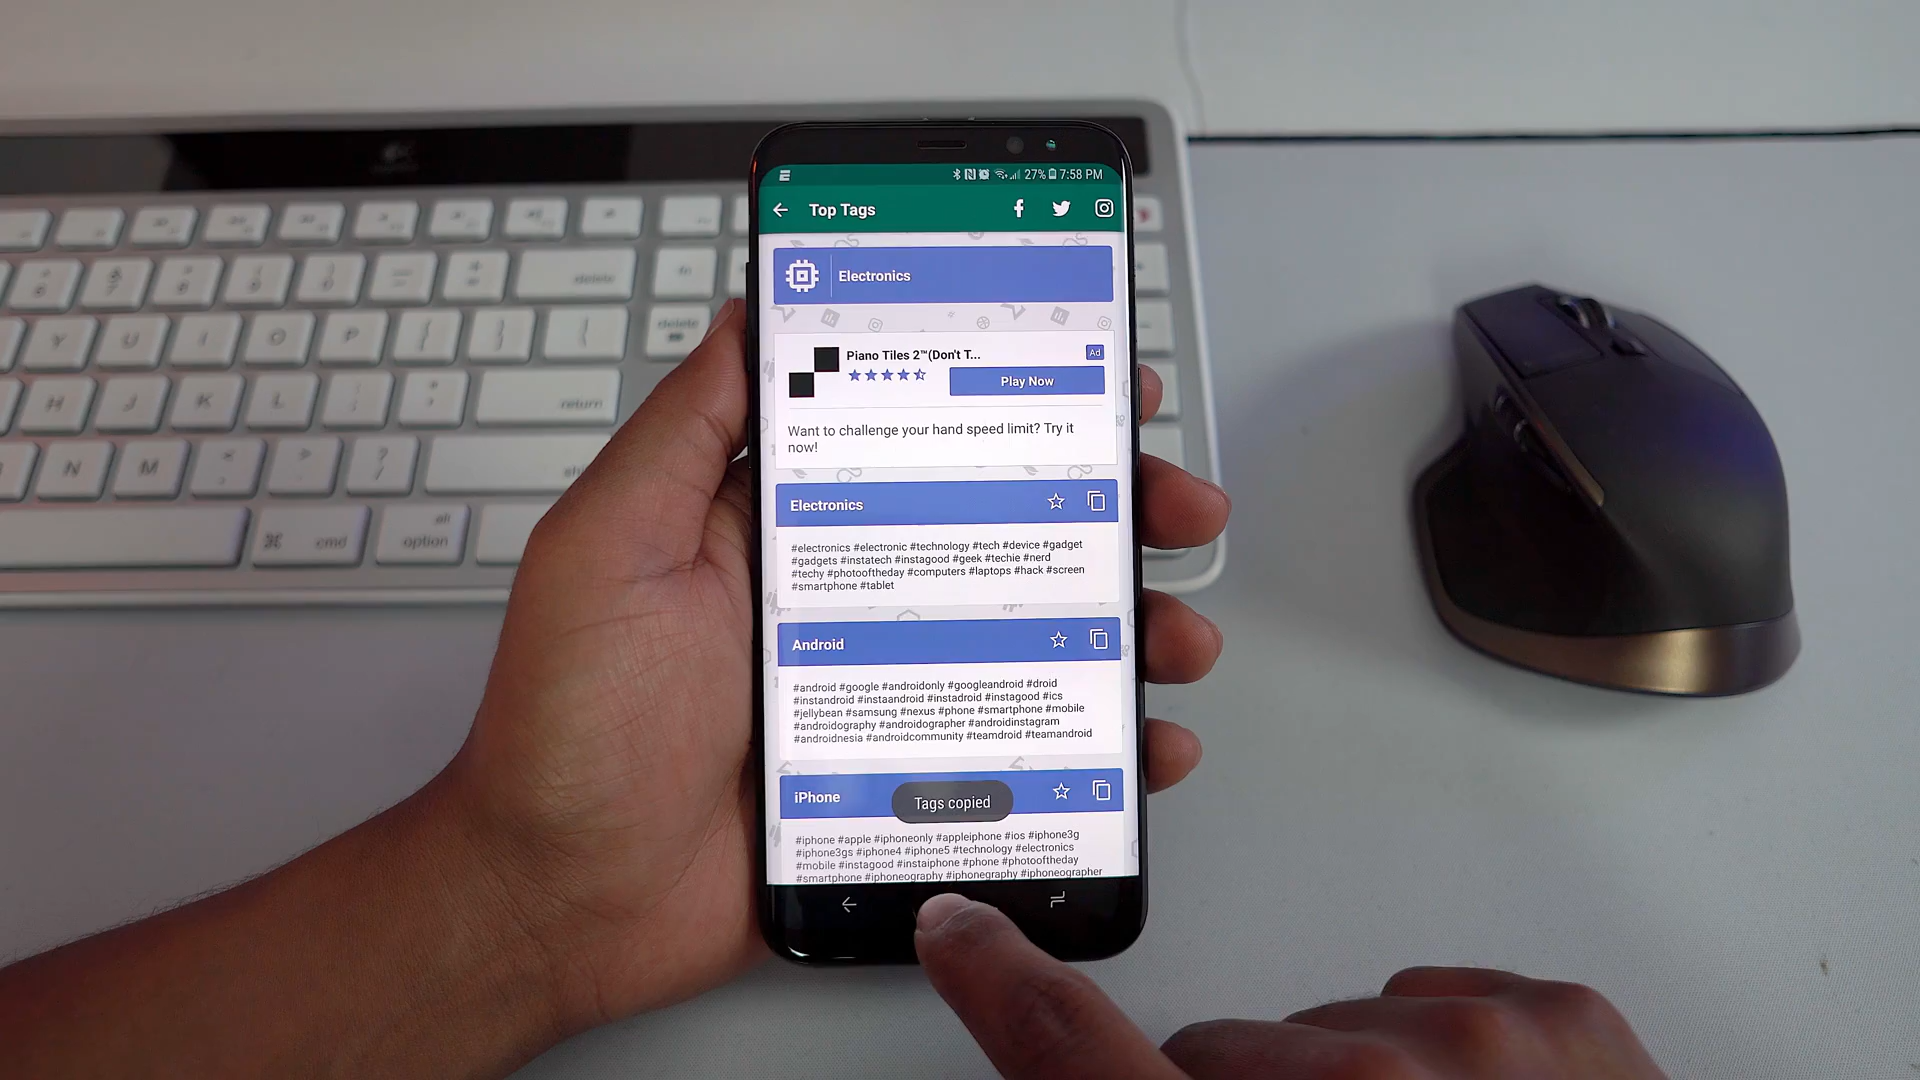 27% 7:58 PM
Top Tags
Electronics
Piano Tiles 2™(Don't T...
Ad
Play Now
Want to challenge your hand speed limit? Try it
now!
Electronics
#electronics #electronic #technology #tech #device #gadget
#gadgets #instatech #instagood #geek #techie #nerd
#techy #photooftheday #computers #laptops #hack #screen
#smartphone #tablet
Android
#android #google #androidonly #googleandroid #droid
#instandroid #instaandroid #instadroid #instagood #ics
#jellybean #samsung #nexus #phone #smartphone #mobile
#androidography #androidographer #androidinstagram
#androidnesia #androidcommunity #teamdroid #teamandroid
iPhone
Tags copied
#iphone #apple #iphoneonly #appleiphone #ios #iphone3g
#iphone3gs #iphone4 #iphone5 #technology #electronics
#mobile #instagood #instaiphone #phone #photooftheday
#smartphone #iphoneography #iphonegraphy #iphoneographer
delete
fn
Y U I O P
delete
H J K L
return
N M
shi
cmd
alt
option